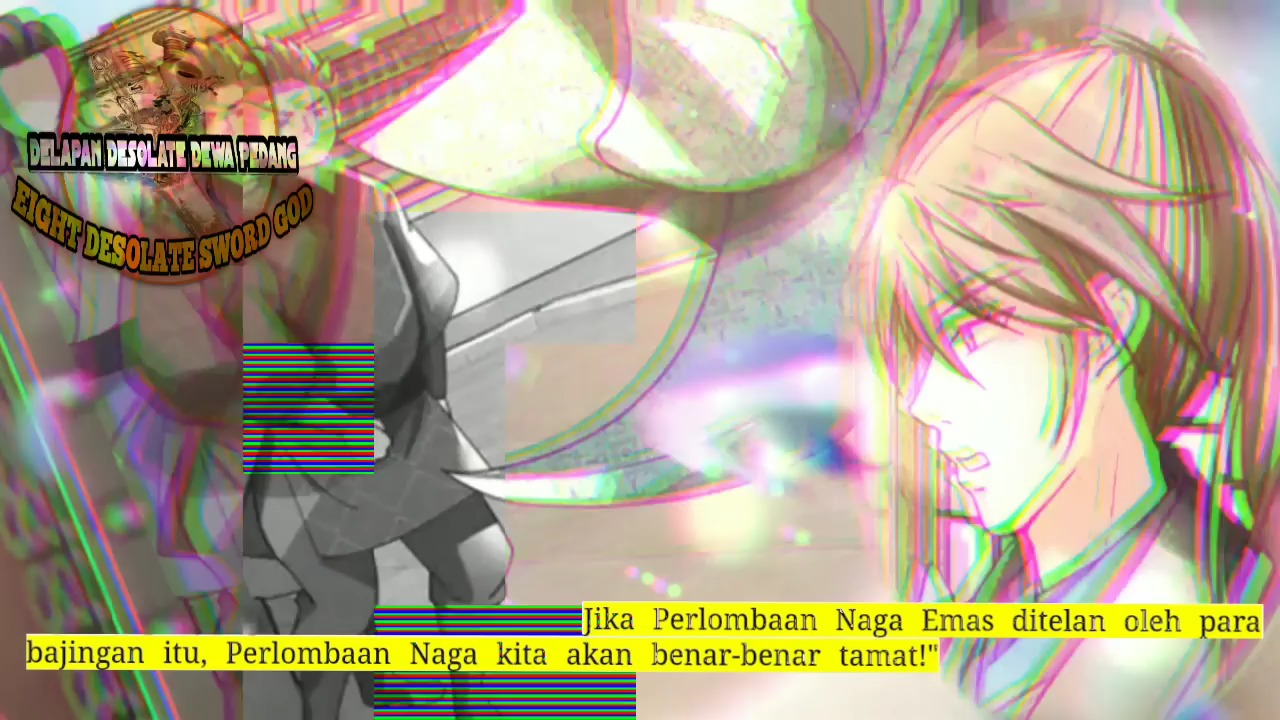 DELAPAN DESOLATE DEWA PEDANG
EIGHT DESOLATE SWORD GOD
Jika Perlombaan Naga Emas ditelan oleh para
bajingan itu, Perlombaan Naga kita akan benar-benar tamat!"